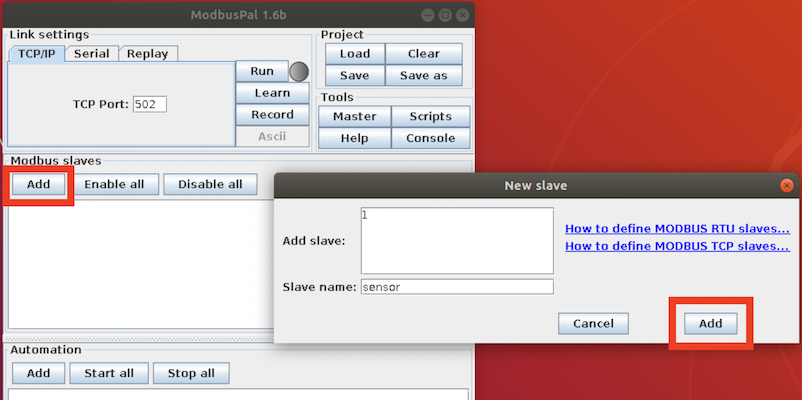 ModbusPal 1.6b
Link settings
TCP/IP Serial Replay
TCP Port: 502
Run
Learn
Record
Ascii
Project
Load Clear
Save Save as
Tools
Master Scripts
Help Console
Modbus slaves
Add Enable all Disable all
New slave
Add slave: 1
How to define MODBUS RTU slaves...
How to define MODBUS TCP slaves...
Slave name: sensor
Cancel Add
Automation
Add Start all Stop all